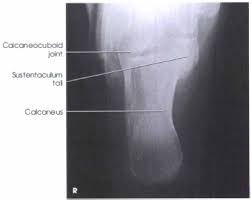 Calcaneocuboid
joint
Sustentaculum
tali
Calcaneus
R